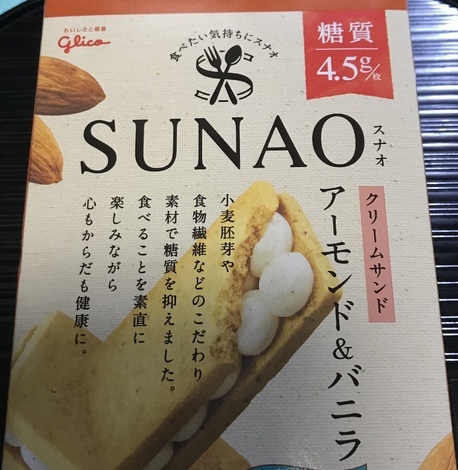 おいしさと健康
glico
食べたい気持ちにスナオ
糖質
4.5g/枚
SUNAO
スナオ
クリームサンド
アーモンド&バニラ
小麦胚芽や
食物繊維などのこだわり
素材で糖質を抑えました。
食べることを素直に
楽しみながら
心もからだも健康に。